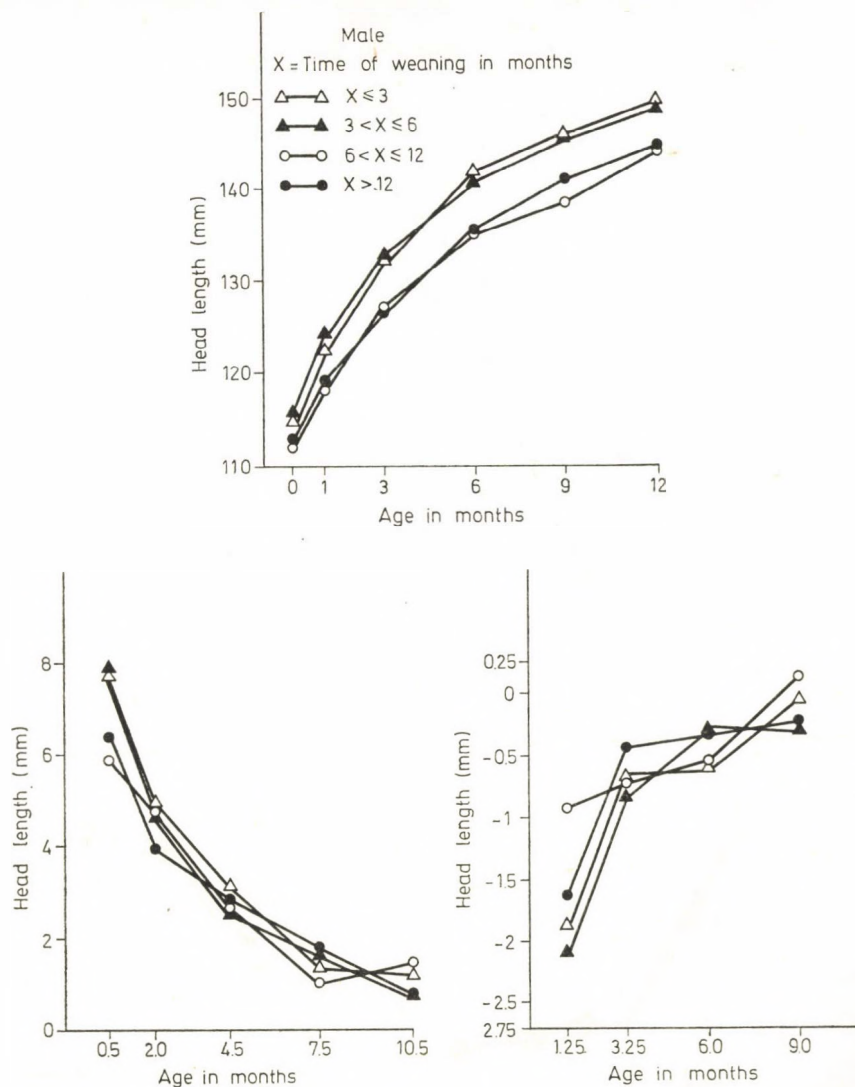 Male
X = Time of weaning in months
X ≤ 3
3 < X ≤ 6
6 < X ≤ 12
X > .12
150
140
130
120
110
Head length (mm)
0 1 3 6 9 12
Age in months
8
6
4
2
0
Head length (mm)
0.5 2.0 4.5 7.5 10.5
Age in months
0.25
0
-0.5
-1
-1.5
-2
-2.5
2.75
Head length (mm)
1.25 3.25 6.0 9.0
Age in months